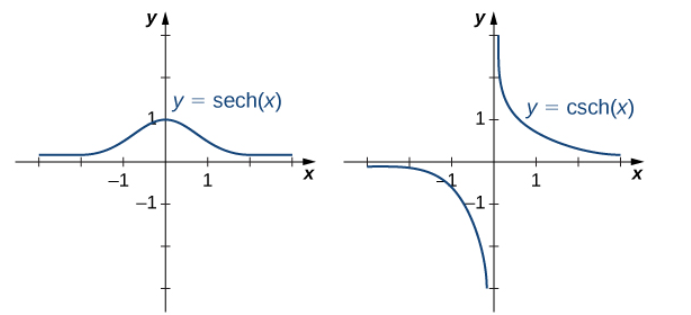 y
y = sech(x)
1
–1
1
x
–1
y
y = csch(x)
1
–1
1
x
–1